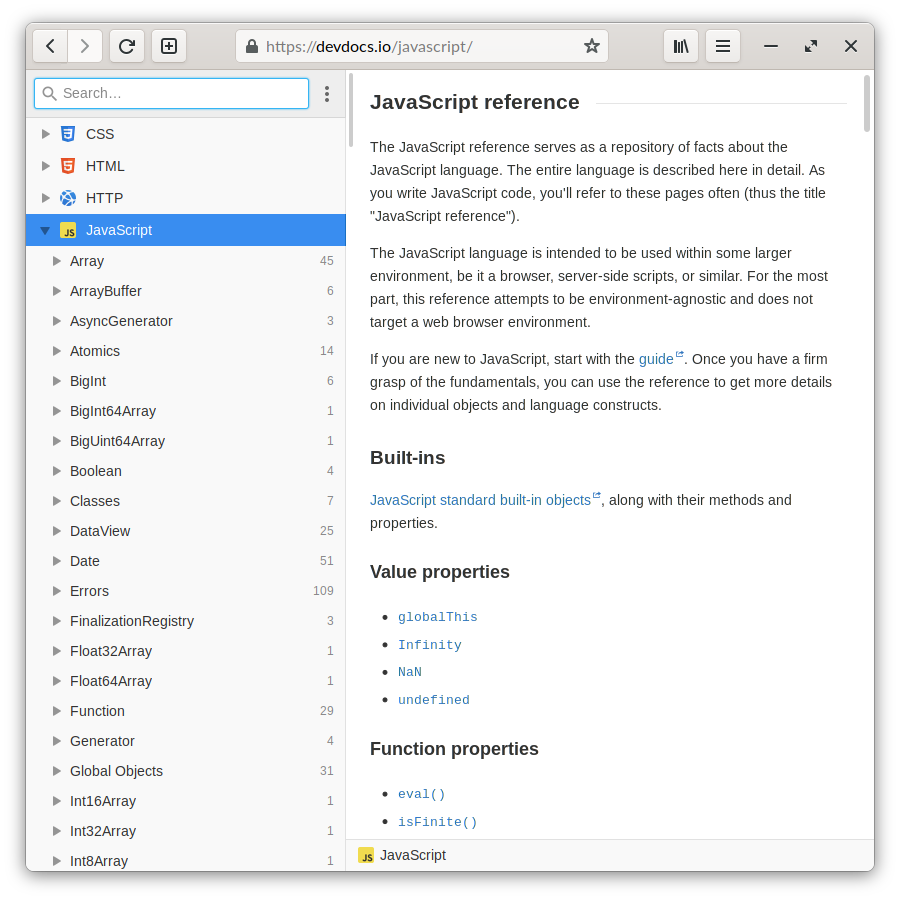 https://devdocs.io/javascript/
Search…
CSS
HTML
HTTP
JS JavaScript
Array 45
ArrayBuffer 6
AsyncGenerator 3
Atomics 14
BigInt 6
BigInt64Array 1
BigUint64Array 1
Boolean 4
Classes 7
DataView 25
Date 51
Errors 109
FinalizationRegistry 3
Float32Array 1
Float64Array 1
Function 29
Generator 4
Global Objects 31
Int16Array 1
Int32Array 1
Int8Array 1
JavaScript reference
The JavaScript reference serves as a repository of facts about the
JavaScript language. The entire language is described here in detail. As
you write JavaScript code, you'll refer to these pages often (thus the title
"JavaScript reference").
The JavaScript language is intended to be used within some larger
environment, be it a browser, server-side scripts, or similar. For the most
part, this reference attempts to be environment-agnostic and does not
target a web browser environment.
If you are new to JavaScript, start with the guide. Once you have a firm
grasp of the fundamentals, you can use the reference to get more details
on individual objects and language constructs.
Built-ins
JavaScript standard built-in objects, along with their methods and
properties.
Value properties
• globalThis
• Infinity
• NaN
• undefined
Function properties
• eval()
• isFinite()
JS JavaScript